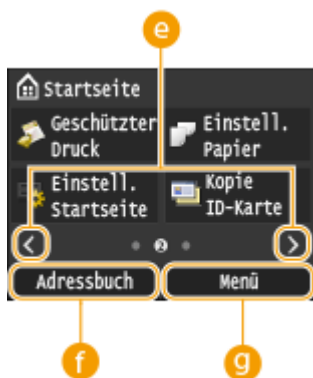 e
Startseite
Geschützter Einstell.
Druck Papier
Einstell. Kopie
Startseite ID-Karte
< 2 >
Adressbuch Menü
f g